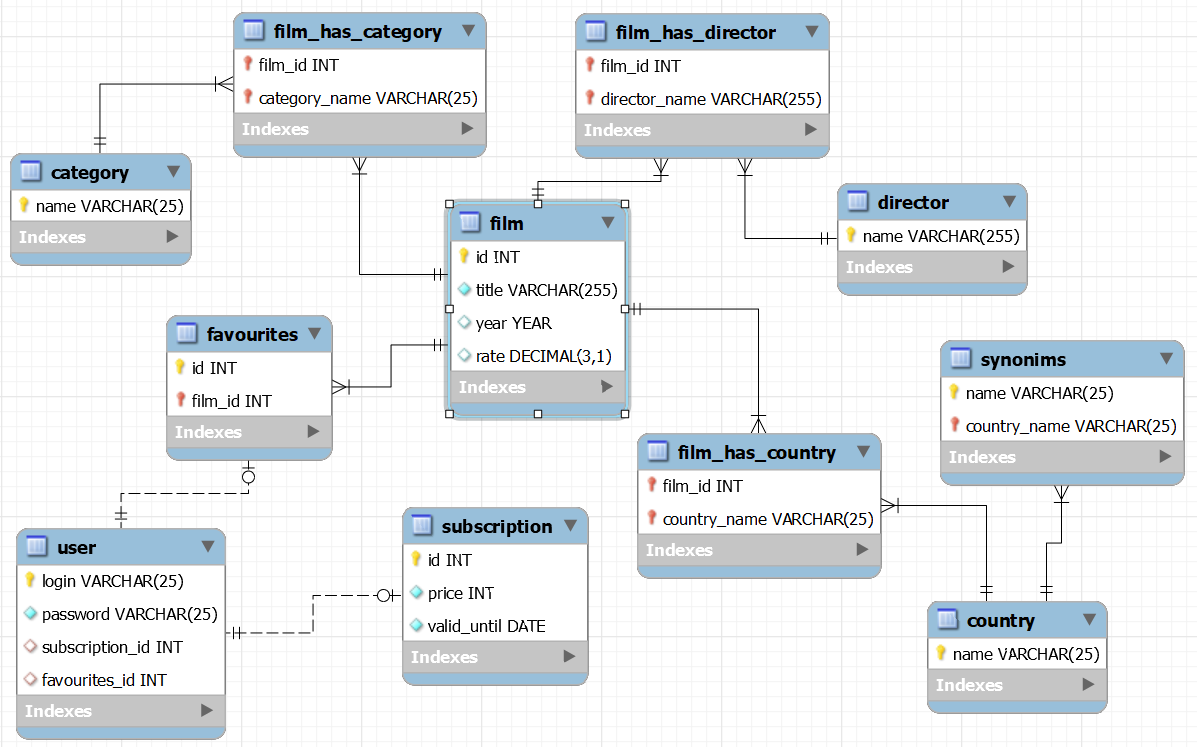 film_has_category
film_id INT
category_name VARCHAR(25)
Indexes
film_has_director
film_id INT
director_name VARCHAR(255)
Indexes
category
name VARCHAR(25)
Indexes
film
id INT
title VARCHAR(255)
year YEAR
rate DECIMAL(3,1)
Indexes
director
name VARCHAR(255)
Indexes
favourites
id INT
film_id INT
Indexes
synonims
name VARCHAR(25)
country_name VARCHAR(25)
Indexes
film_has_country
film_id INT
country_name VARCHAR(25)
Indexes
user
login VARCHAR(25)
password VARCHAR(25)
subscription_id INT
favourites_id INT
Indexes
subscription
id INT
price INT
valid_until DATE
Indexes
country
name VARCHAR(25)
Indexes